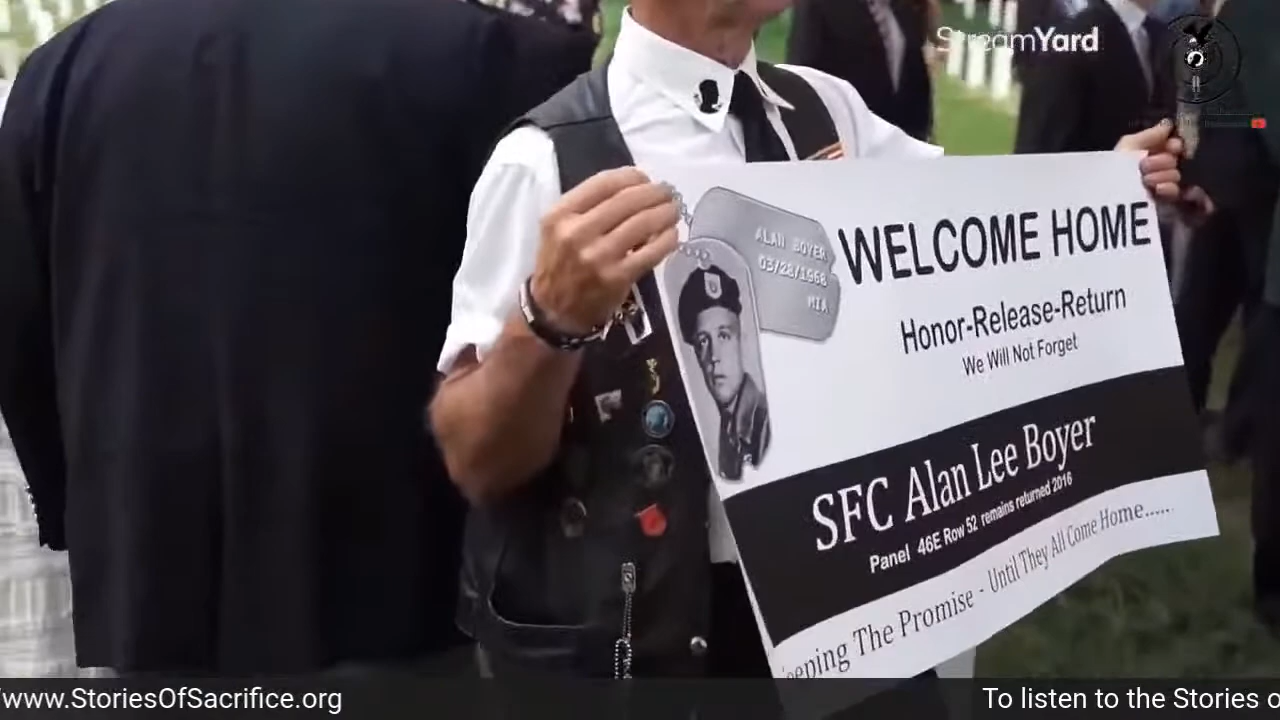 StreamYard
ALAN BOYER
03/28/1968
MIA
WELCOME HOME
Honor-Release-Return
We Will Not Forget
SFC Alan Lee Boyer
Panel 46E Row 52 remains returned 2016
eeping The Promise - Until They All Come Home.....
/www.StoriesOfSacrifice.org
To listen to the Stories o